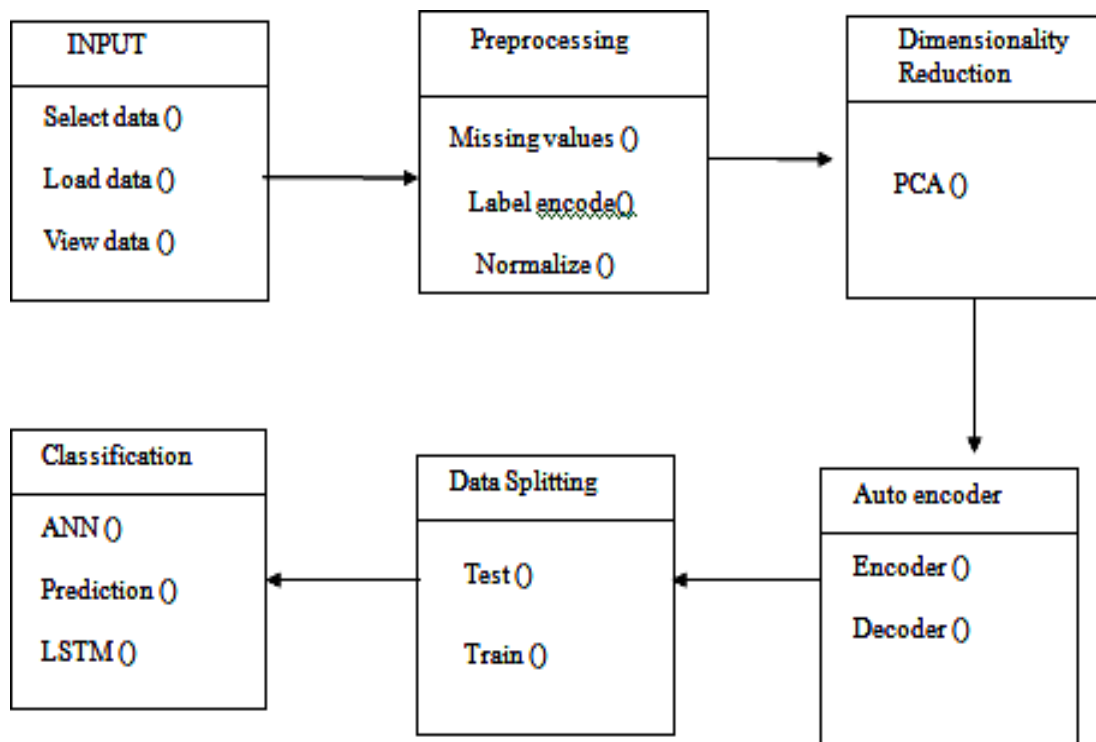 INPUT
Select data ()
Load data ()
View data ()
Preprocessing
Missing values ()
Label encode()
Normalize ()
Dimensionality
Reduction
PCA ()
Classification
ANN ()
Prediction ()
LSTM ()
Data Splitting
Test ()
Train ()
Auto encoder
Encoder ()
Decoder ()